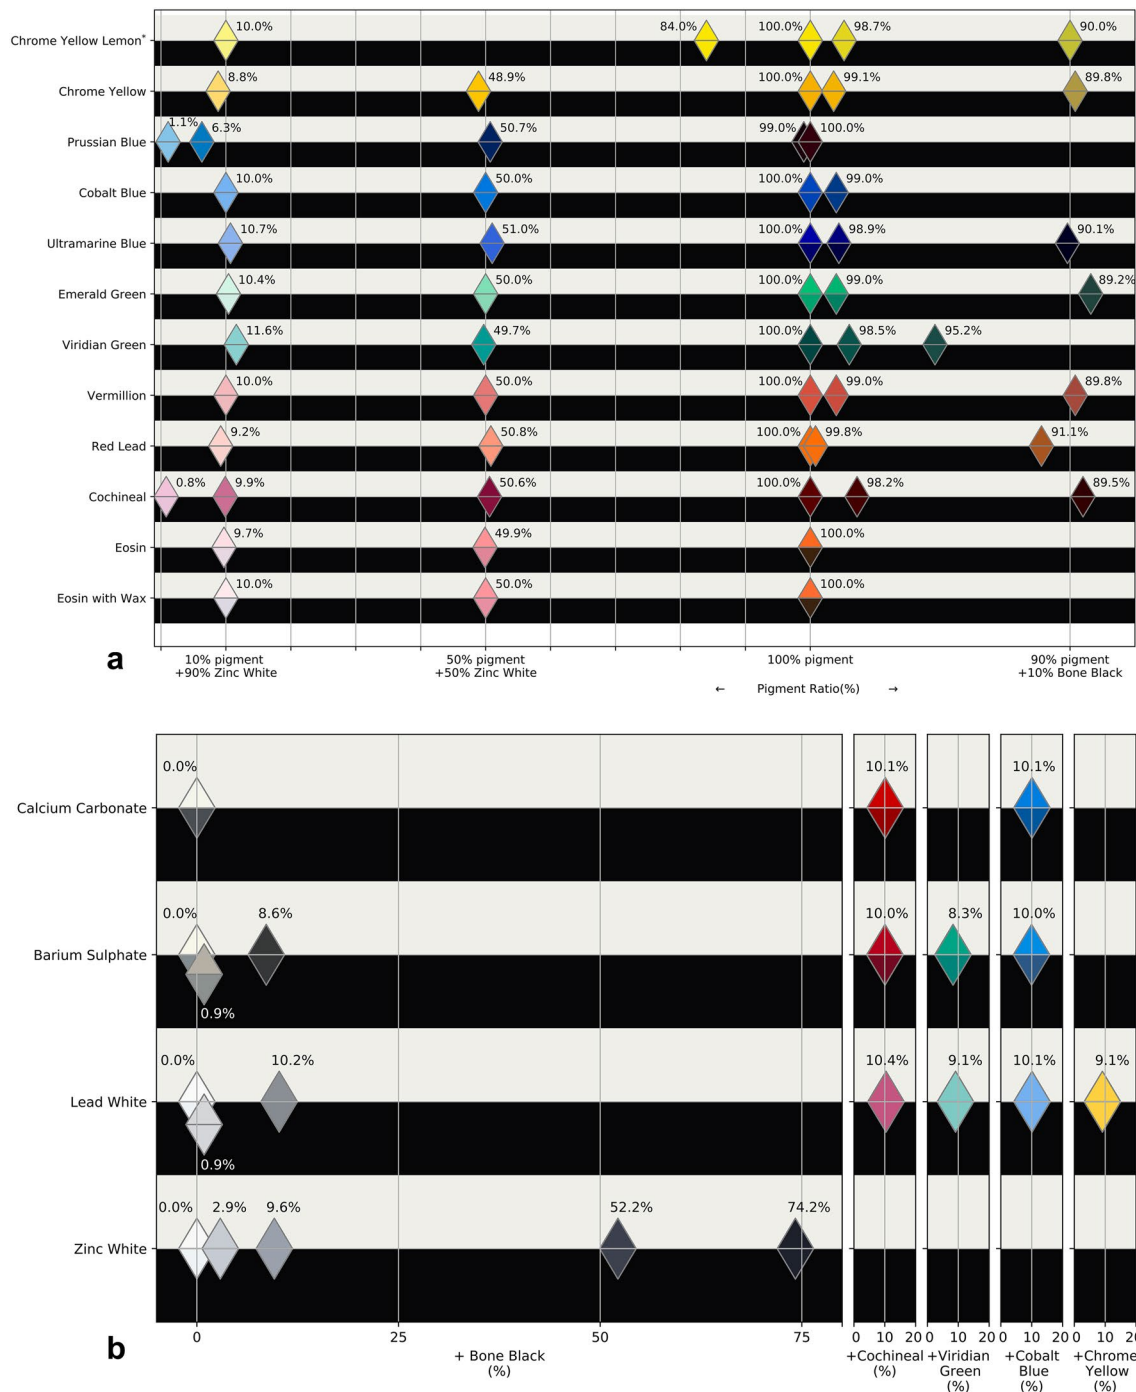 Chrome Yellow Lemon* 10.0% 84.0% 100.0% 98.7% 90.0%
Chrome Yellow 8.8% 48.9% 100.0% 99.1% 89.8%
Prussian Blue 1.1% 6.3% 50.7% 99.0% 100.0%
Cobalt Blue 10.0% 50.0% 100.0% 99.0%
Ultramarine Blue 10.7% 51.0% 100.0% 98.9% 90.1%
Emerald Green 10.4% 50.0% 100.0% 99.0% 89.2%
Viridian Green 11.6% 49.7% 100.0% 98.5% 95.2%
Vermillion 10.0% 50.0% 100.0% 99.0% 89.8%
Red Lead 9.2% 50.8% 100.0% 99.8% 91.1%
Cochineal 0.8% 9.9% 50.6% 100.0% 98.2% 89.5%
Eosin 9.7% 49.9% 100.0%
Eosin with Wax 10.0% 50.0% 100.0%
a
10% pigment 50% pigment 100% pigment 90% pigment
+90% Zinc White +50% Zinc White +10% Bone Black
← Pigment Ratio(%) →
0.0% 10.1% 10.1%
Calcium Carbonate
0.0% 8.6% 10.0% 8.3% 10.0%
Barium Sulphate
0.9%
0.0% 10.2% 10.4% 9.1% 10.1% 9.1%
Lead White
0.9%
0.0% 2.9% 9.6% 52.2% 74.2%
Zinc White
b
0 25 50 75 0 10 20 0 10 20 0 10 20 0 10 20
+ Bone Black +Cochineal +Viridian +Cobalt +Chrome
(%) (%) Green Blue Yellow
(%) (%) (%)